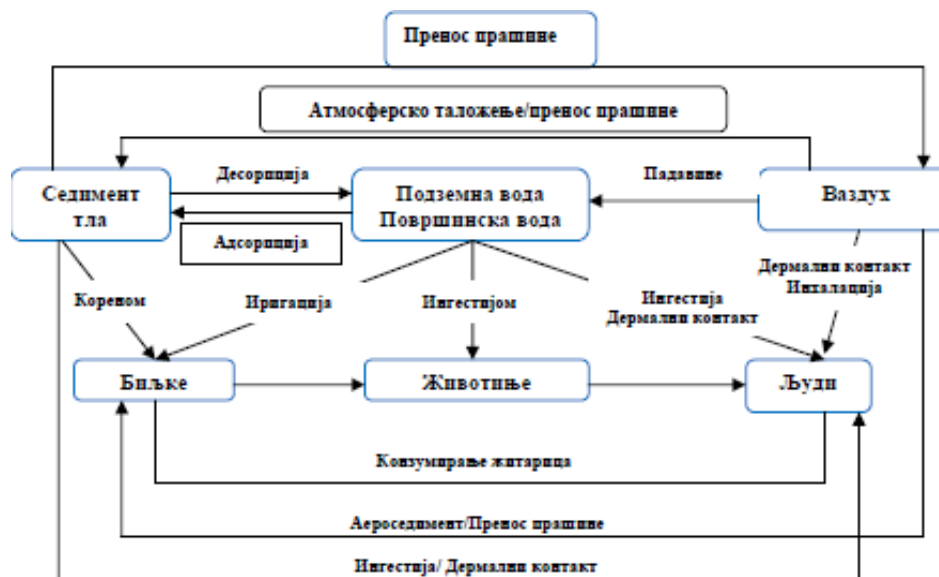 Пренос прашине
Атмосферско таложење/пренос прашине
Седимент
тла
Десорпција
Адсорпција
Подземна вода
Површинска вода
Падавине
Ваздух
Кореном
Иригација
Ингестијом
Ингестија
Дермални контакт
Дермални контакт
Инхалација
Биљке
Животиње
Људи
Конзумирање житарица
Аероседимент/Пренос прашине
Ингестија/ Дермални контакт